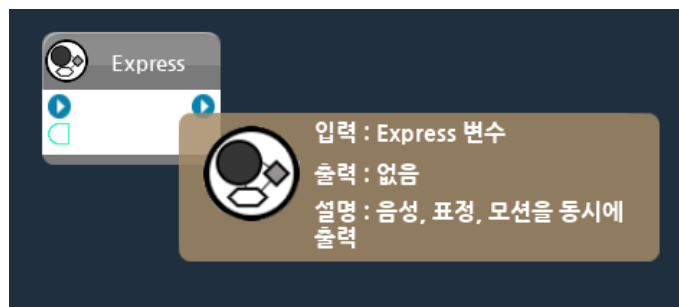 Express
입력 : Express 변수
출력 : 없음
설명 : 음성, 표정, 모션을 동시에
출력